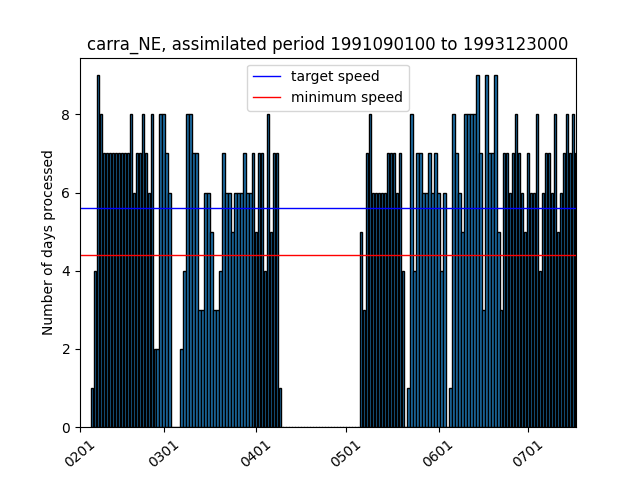 carra_NE, assimilated period 1991090100 to 1993123000
target speed
minimum speed
Number of days processed
8
6
4
2
0
0201
0301
0401
0501
0601
0701